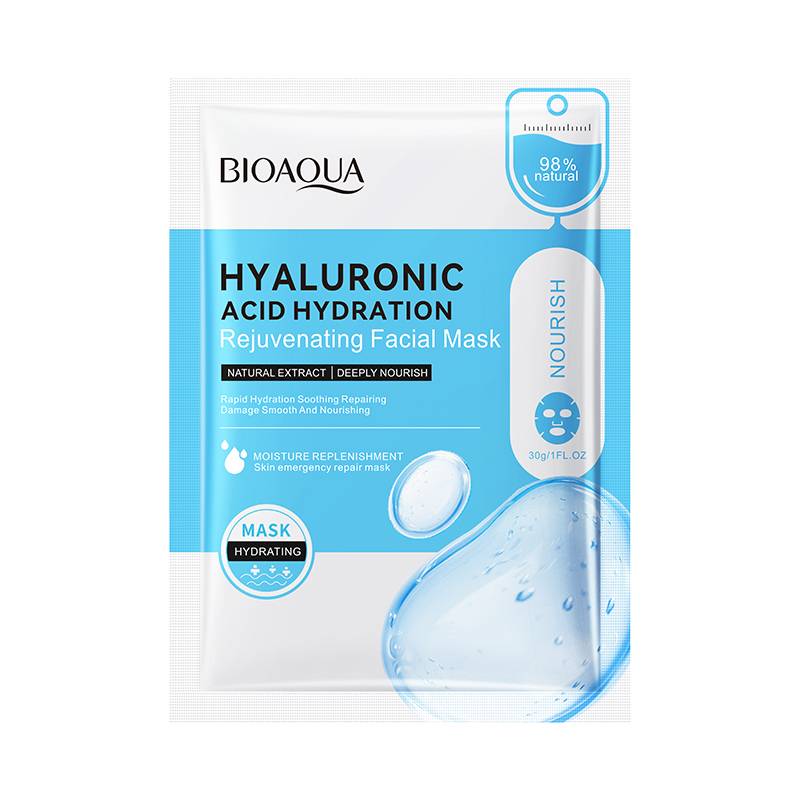 BIOAQUA
98%
natural
HYALURONIC
ACID HYDRATION
Rejuvenating Facial Mask
NATURAL EXTRACT | DEEPLY NOURISH
Rapid Hydration Soothing Repairing
Damage Smooth And Nourishing
MOISTURE REPLENISHMENT
Skin emergency repair mask
NOURISH
30g/1FL.OZ
MASK
HYDRATING